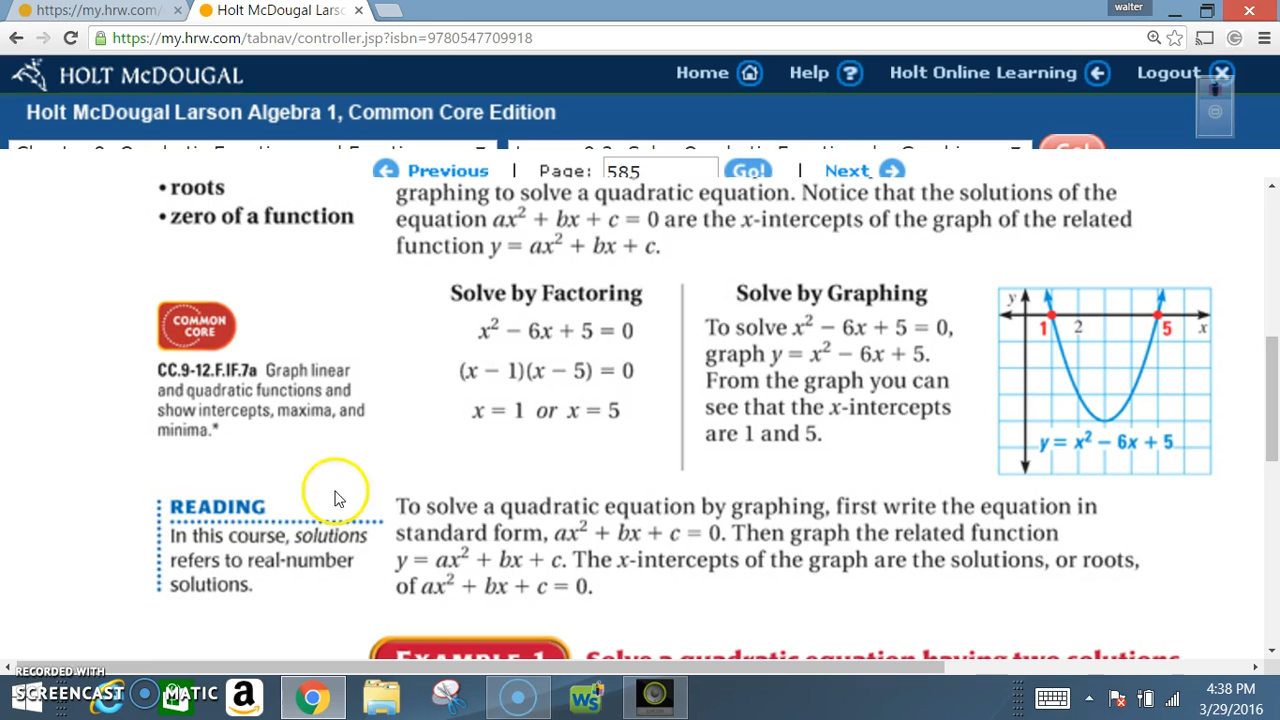 https://my.hrw.com/
Holt McDougal Lars
walter
https://my.hrw.com/tabnav/controller.jsp?isbn=9780547709918
HOLT MCDOUGAL
Home
Help
Holt Online Learning
Logout
Holt McDougal Larson Algebra 1, Common Core Edition
Previous | Page: 585 Go! | Next
• roots
• zero of a function
graphing to solve a quadratic equation. Notice that the solutions of the
equation ax² + bx + c = 0 are the x-intercepts of the graph of the related
function y = ax² + bx + c.
COMMON
CORE
CC.9-12.F.IF.7a Graph linear
and quadratic functions and
show intercepts, maxima, and
minima.*
Solve by Factoring
x² − 6x + 5 = 0
(x − 1)(x − 5) = 0
x = 1 or x = 5
Solve by Graphing
To solve x² − 6x + 5 = 0,
graph y = x² − 6x + 5.
From the graph you can
see that the x-intercepts
are 1 and 5.
y
1
2
5
x
y = x² − 6x + 5
READING
In this course, solutions
refers to real-number
solutions.
To solve a quadratic equation by graphing, first write the equation in
standard form, ax² + bx + c = 0. Then graph the related function
y = ax² + bx + c. The x-intercepts of the graph are the solutions, or roots,
of ax² + bx + c = 0.
EXAMPLE 1
Solve a quadratic equation having two solutions
RECORDED WITH
SCREENCAST MATIC
4:38 PM
3/29/2016